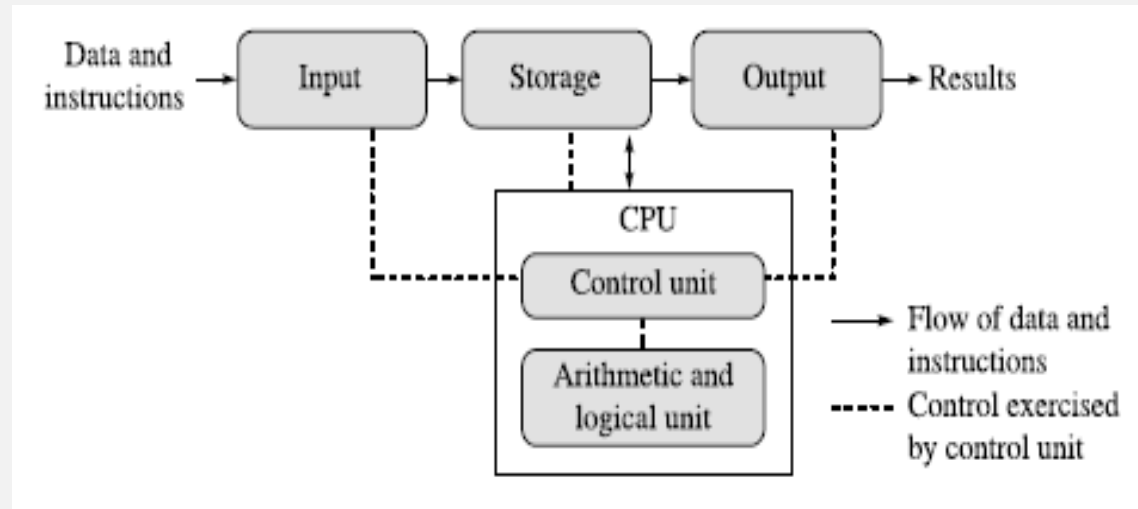 Data and
instructions
Input
Storage
Output
Results
CPU
Control unit
Arithmetic and
logical unit
Flow of data and
instructions
Control exercised
by control unit